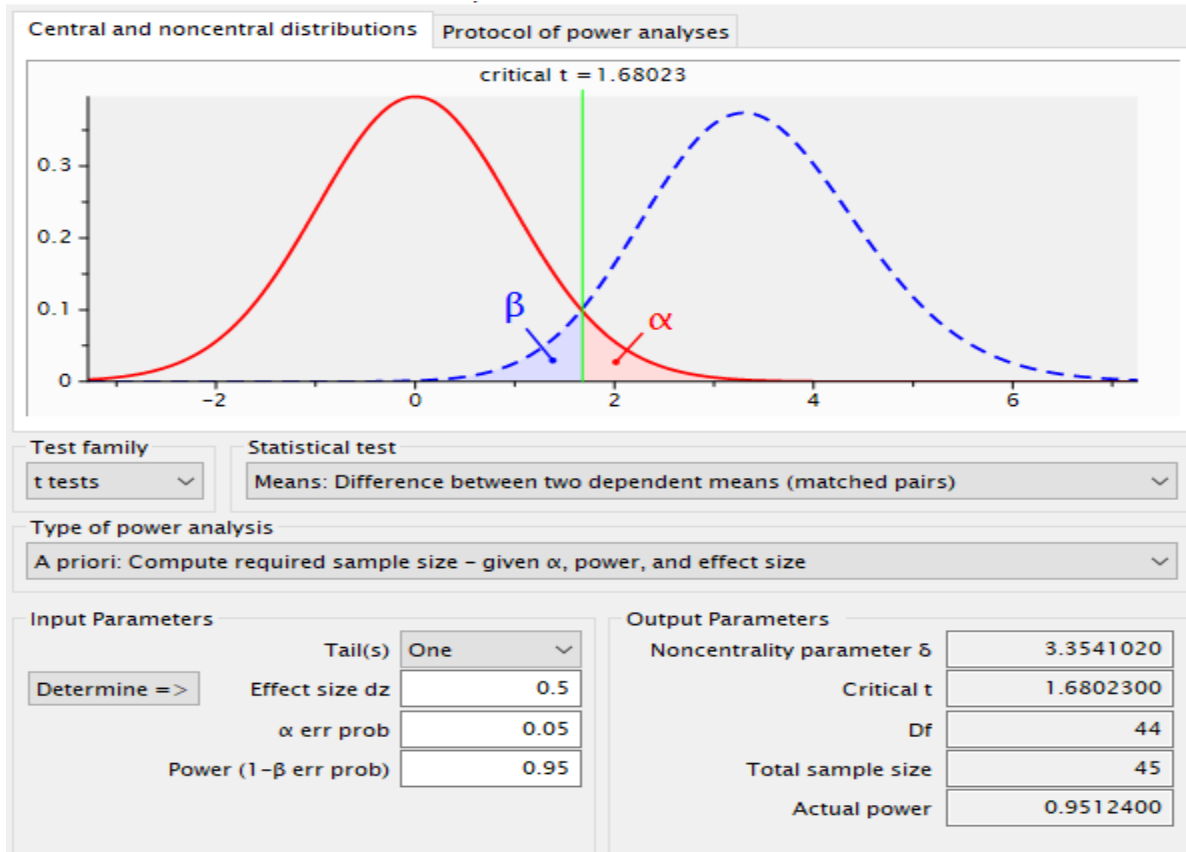 Central and noncentral distributions
Protocol of power analyses
critical t = 1.68023
0.3
0.2
0.1
0
β
α
-2
0
2
4
6
Test family
Statistical test
t tests
Means: Difference between two dependent means (matched pairs)
Type of power analysis
A priori: Compute required sample size – given α, power, and effect size
Input Parameters
Tail(s) One
Determine => Effect size dz 0.5
α err prob 0.05
Power (1-β err prob) 0.95
Output Parameters
Noncentrality parameter δ 3.3541020
Critical t 1.6802300
Df 44
Total sample size 45
Actual power 0.9512400